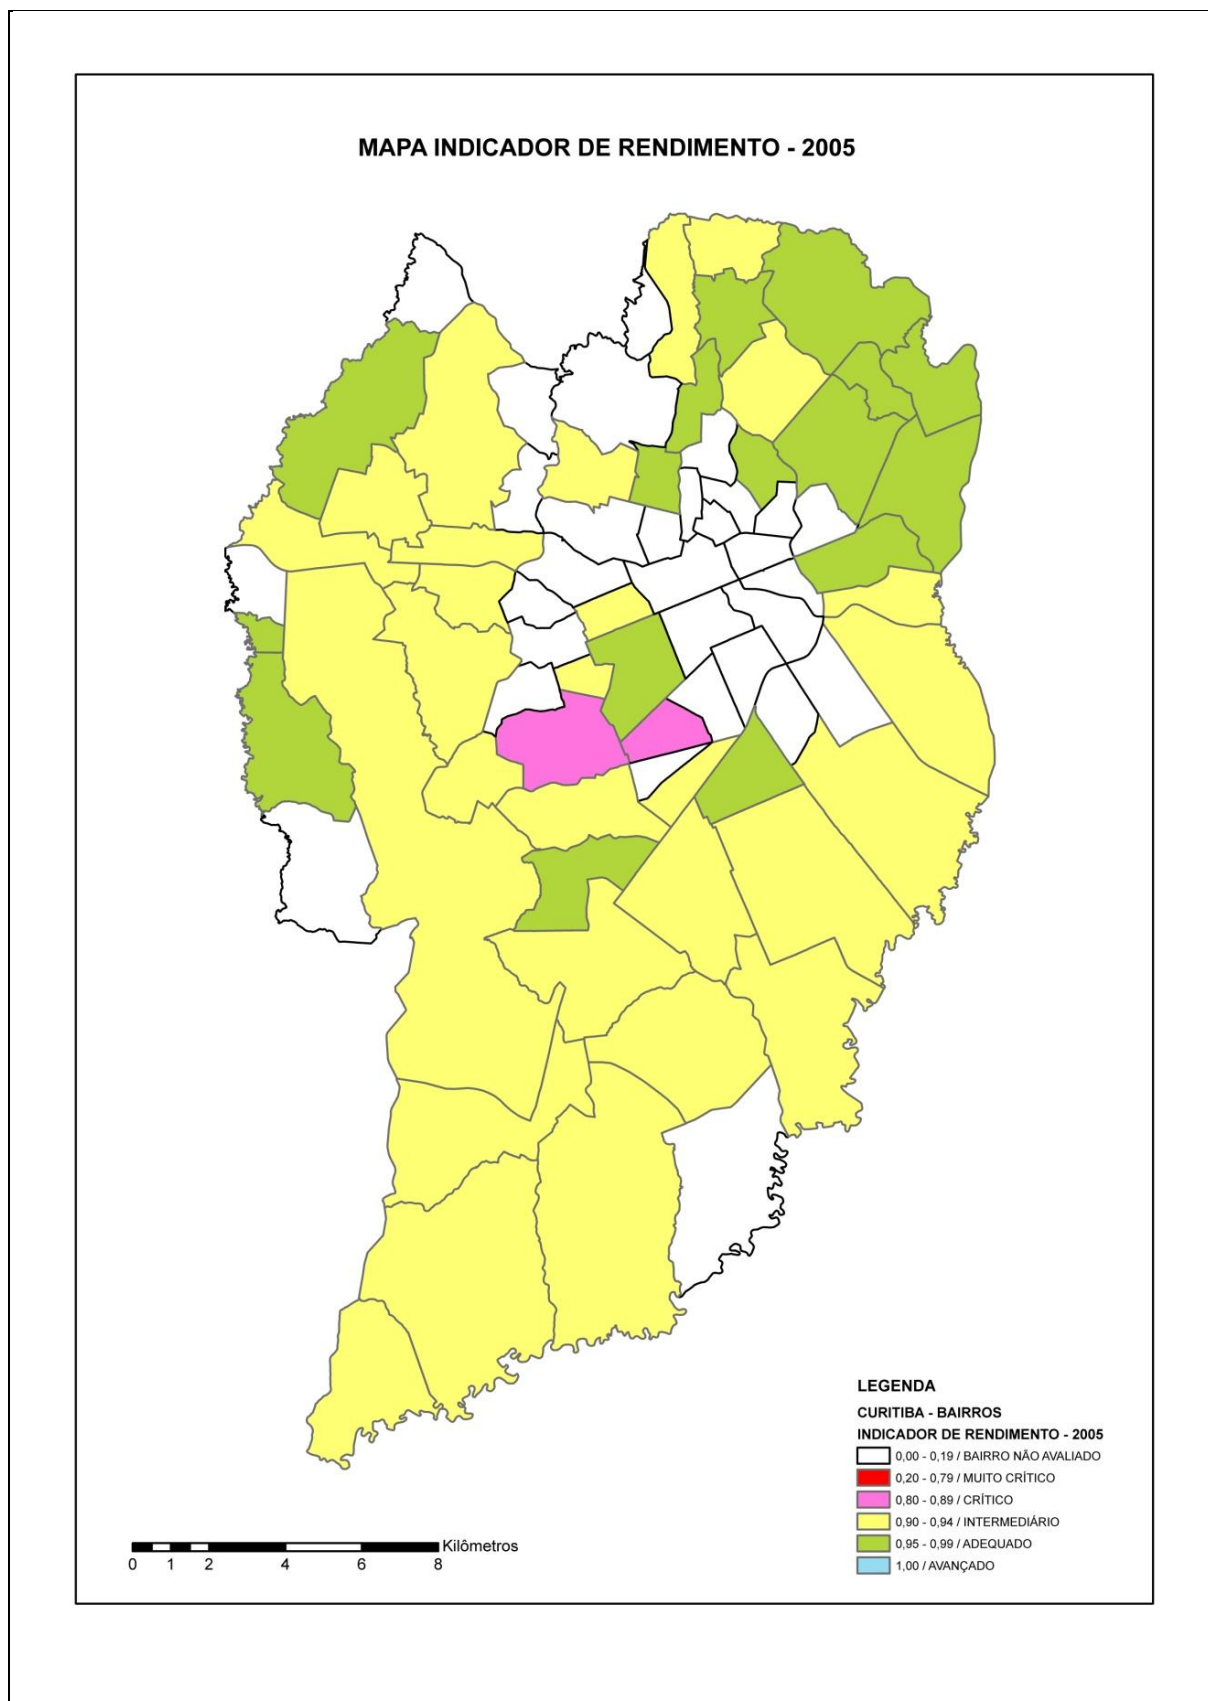 MAPA INDICADOR DE RENDIMENTO - 2005
LEGENDA
CURITIBA - BAIRROS
INDICADOR DE RENDIMENTO - 2005
0,00 - 0,19 / BAIRRO NÃO AVALIADO
0,20 - 0,79 / MUITO CRÍTICO
0,80 - 0,89 / CRÍTICO
0,90 - 0,94 / INTERMEDIÁRIO
0,95 - 0,99 / ADEQUADO
1,00 / AVANÇADO
Kilômetros
0 1 2 4 6 8